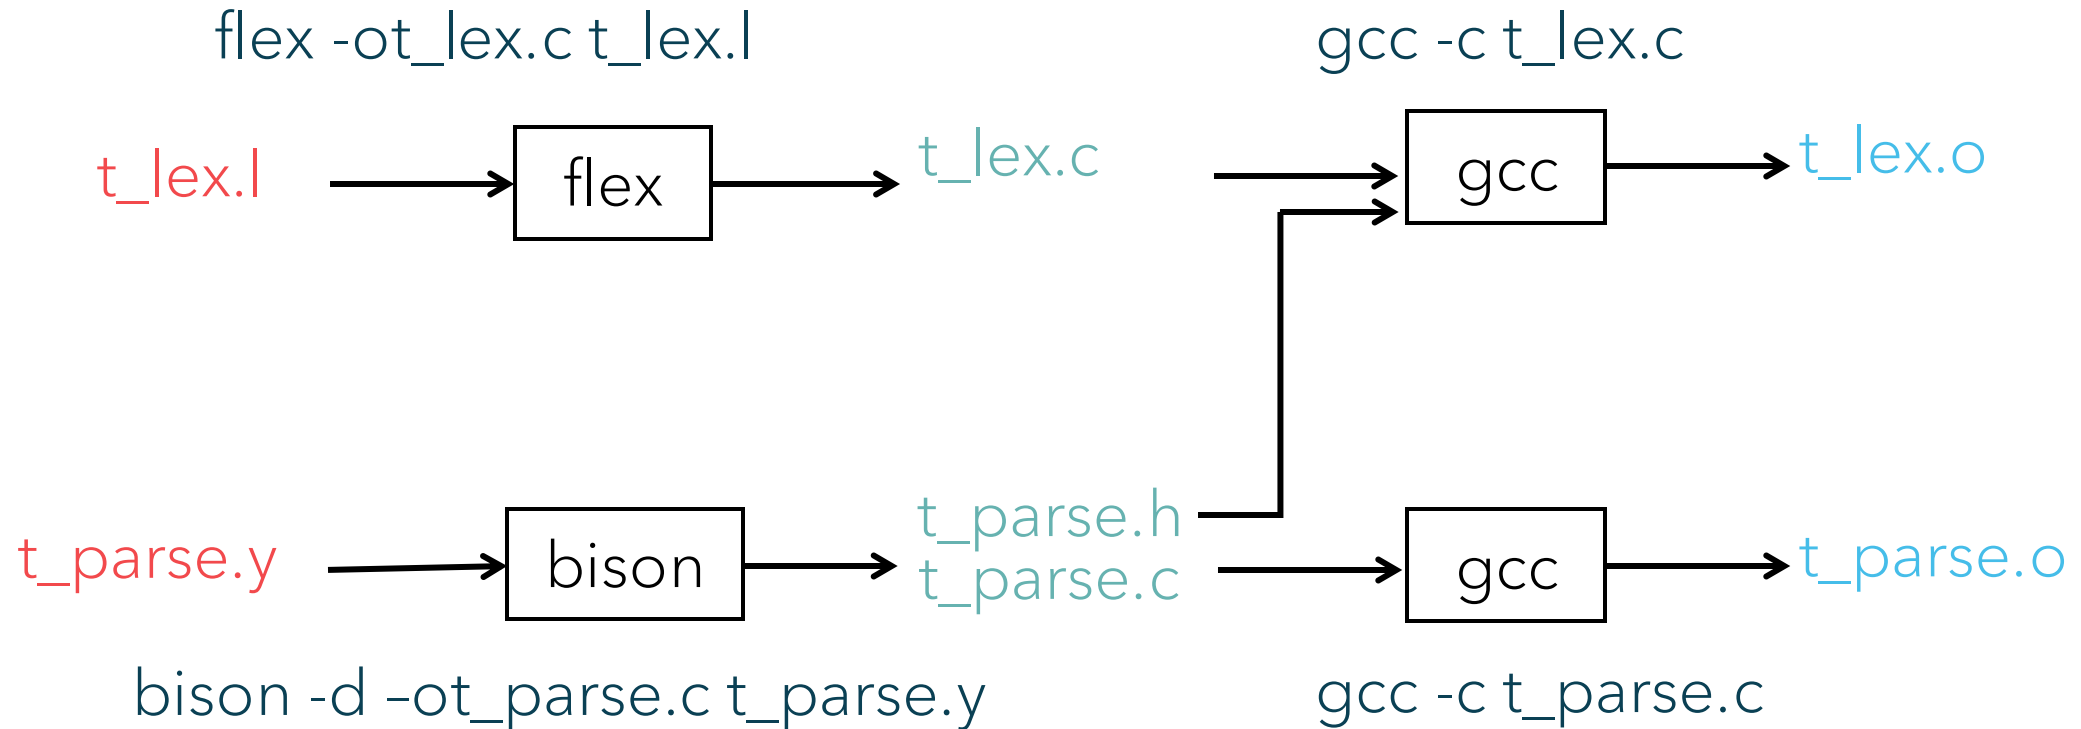 flex -ot_lex.c t_lex.l
gcc -c t_lex.c
t_lex.l
flex
t_lex.c
gcc
t_lex.o
t_parse.y
bison
t_parse.h
t_parse.c
gcc
t_parse.o
bison -d –ot_parse.c t_parse.y
gcc -c t_parse.c